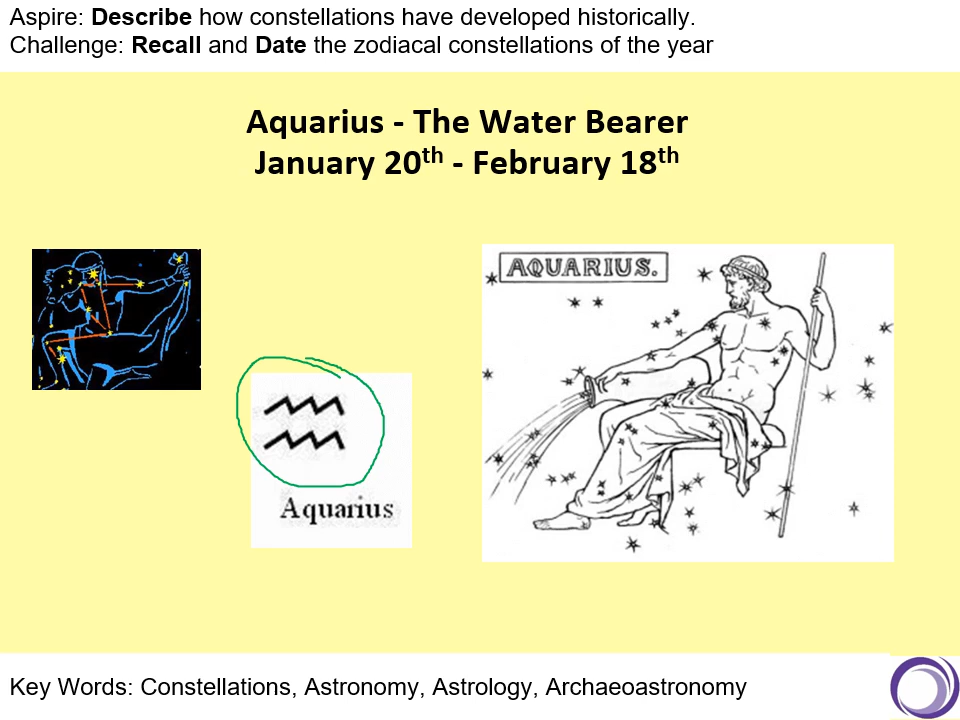 Aspire: Describe how constellations have developed historically.
Challenge: Recall and Date the zodiacal constellations of the year
Aquarius - The Water Bearer
January 20th - February 18th
AQUARIUS.
Aquarius
Key Words: Constellations, Astronomy, Astrology, Archaeoastronomy